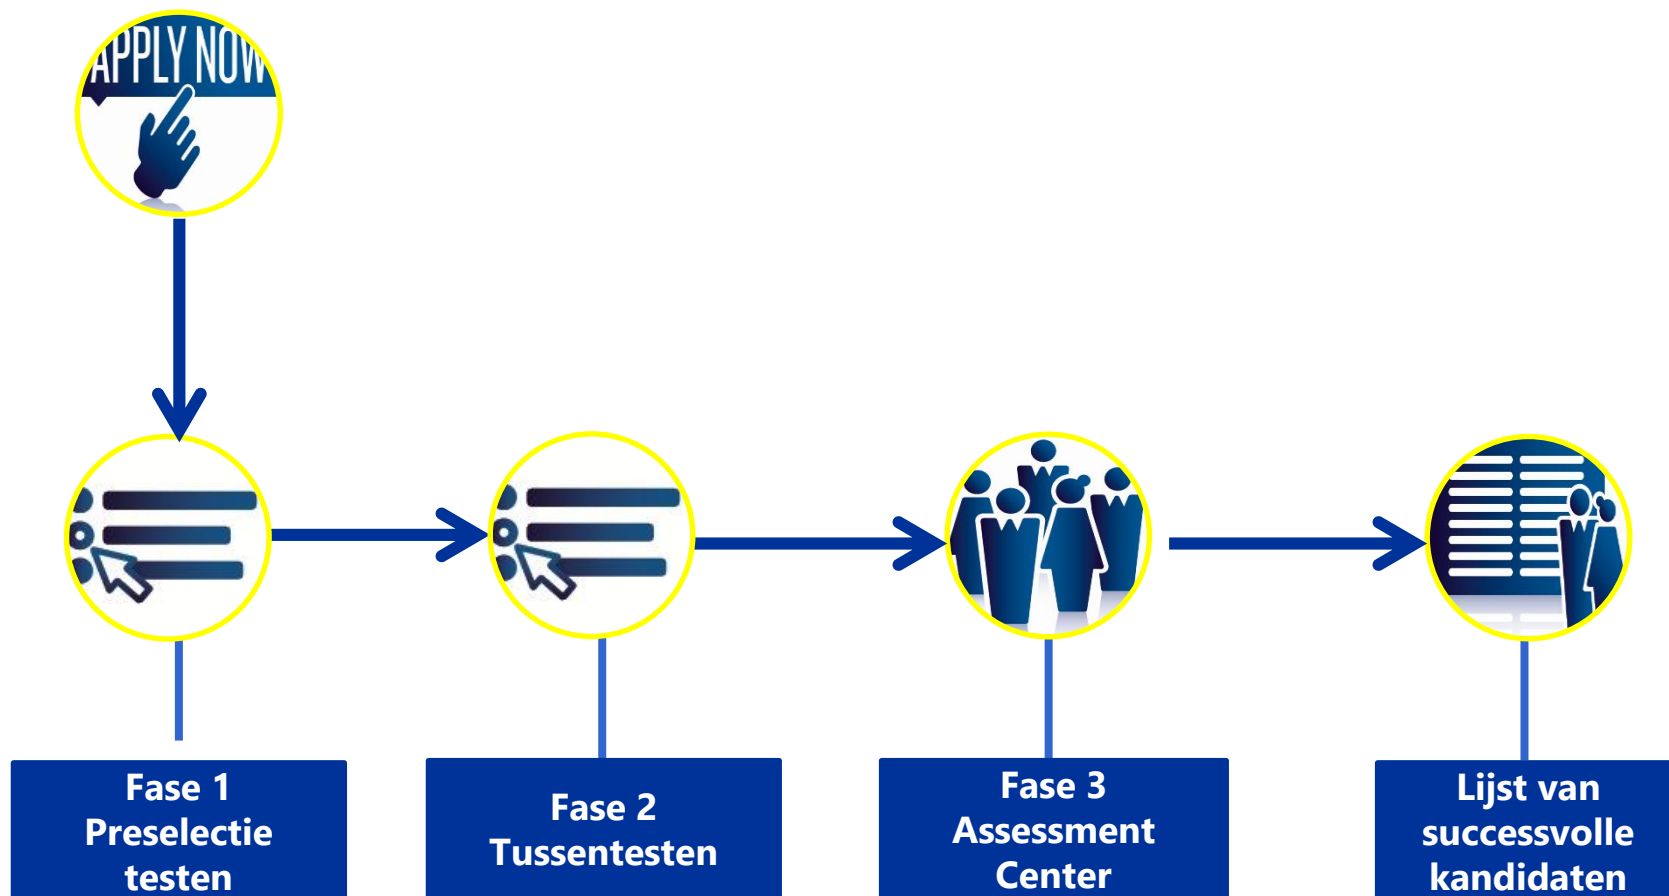 APPLY NOW
Fase 1
Preselectie
testen
Fase 2
Tussentesten
Fase 3
Assessment
Center
Lijst van
successvolle
kandidaten